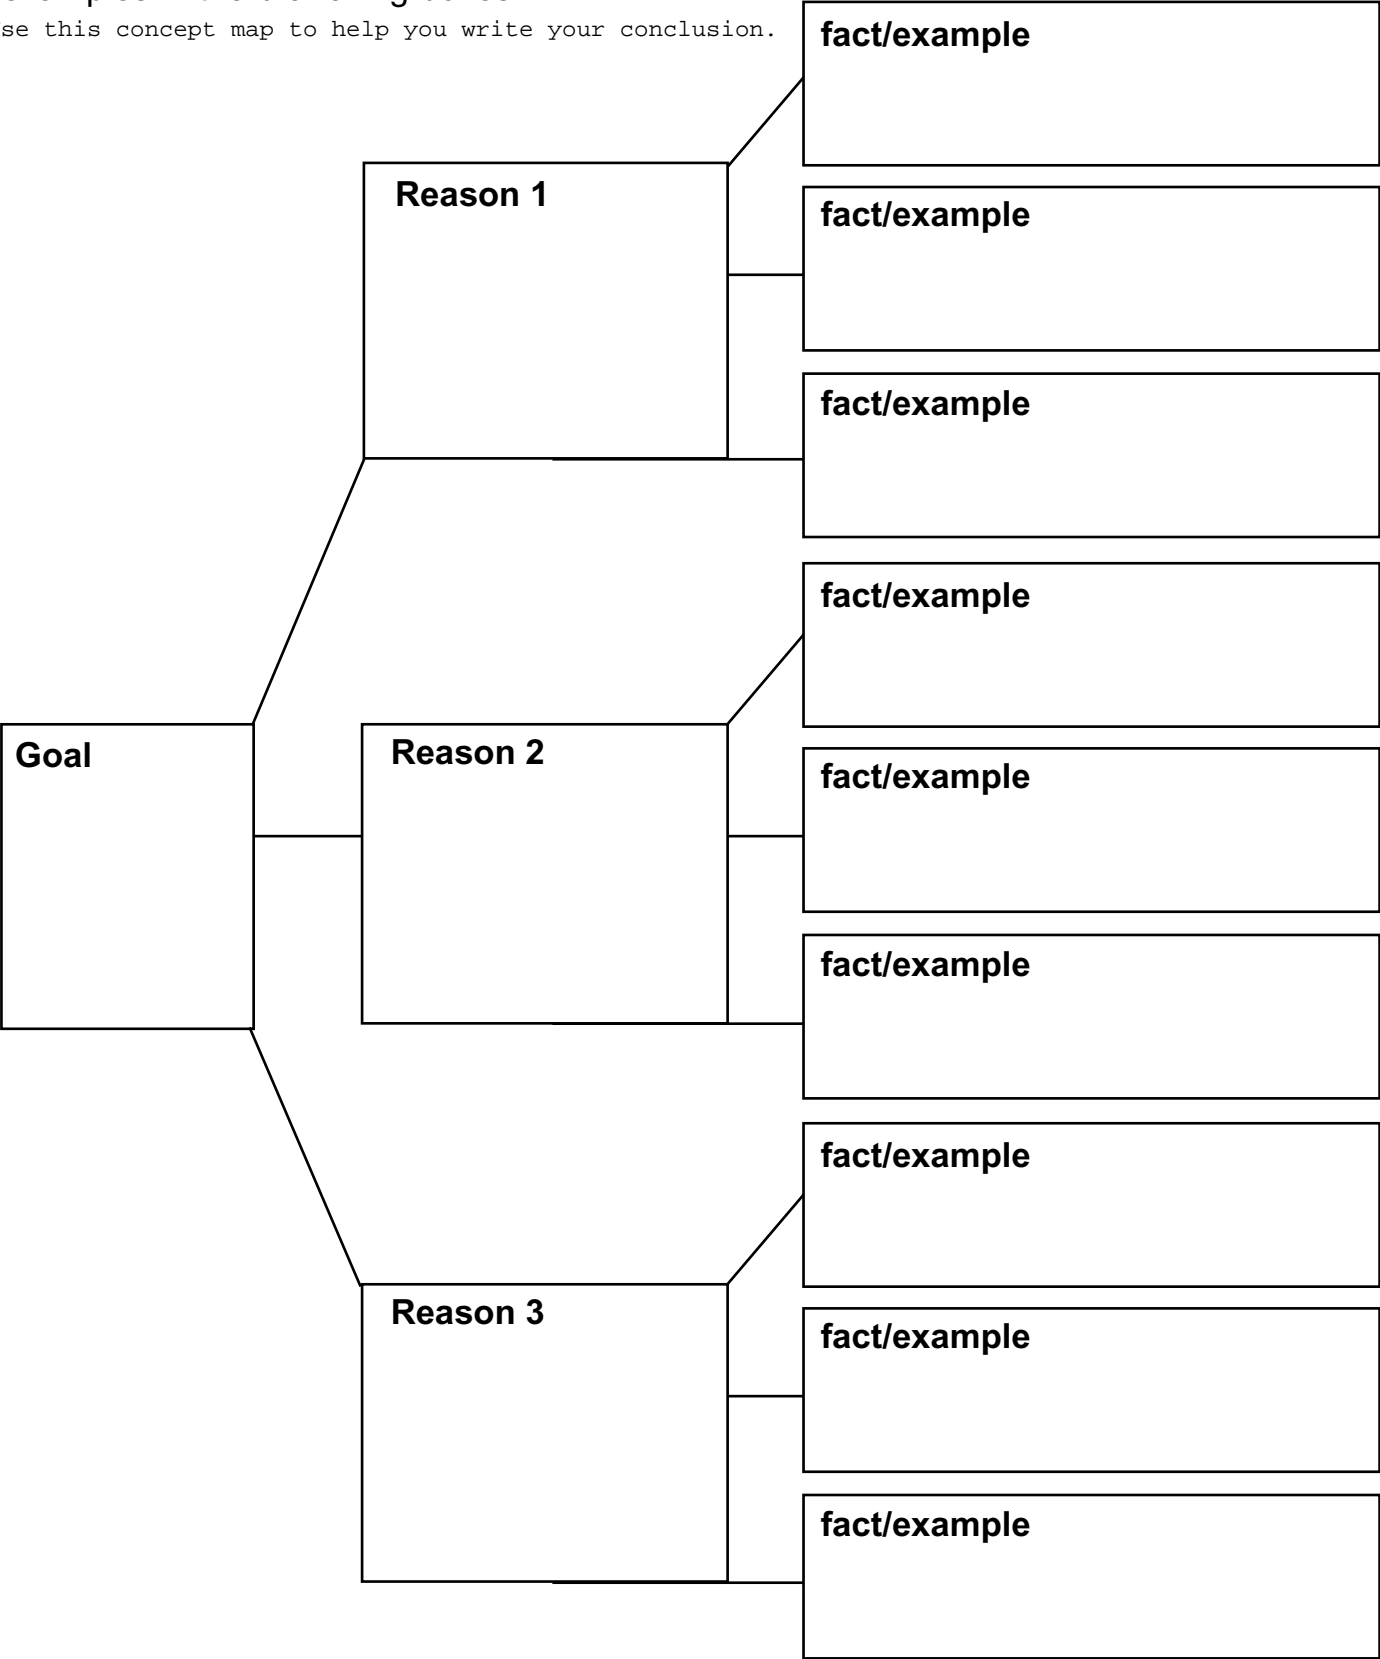 se this concept map to help you write your conclusion.
fact/example
Reason 1
fact/example
fact/example
fact/example
Goal
Reason 2
fact/example
fact/example
fact/example
Reason 3
fact/example
fact/example